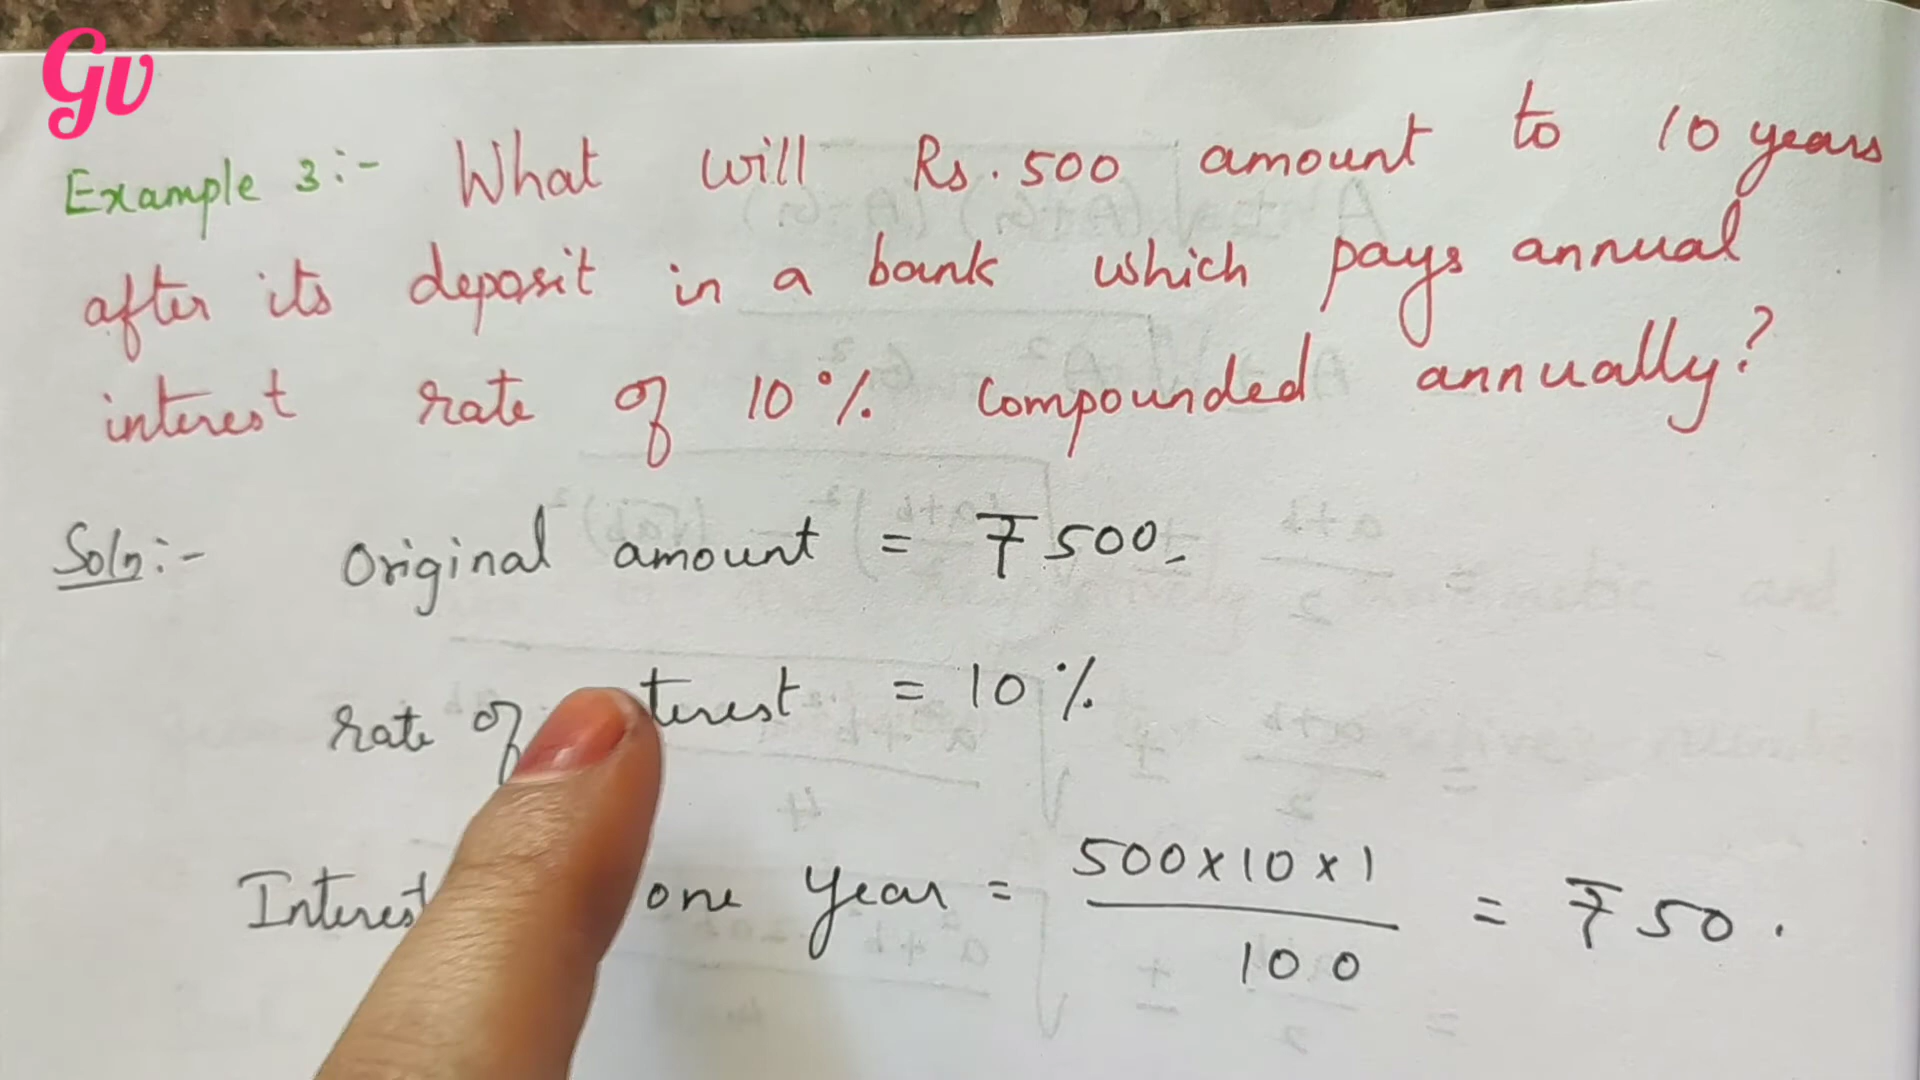 Gv
Example 3:- What will Rs. 500 amount to 10 years
after its deposit in a bank which pays annual
interest rate of 10% compounded annually?
Soln:- Original amount = ₹ 500.
rate of terest = 10%
Interest one year = 500×10×1 / 100 = ₹ 50.